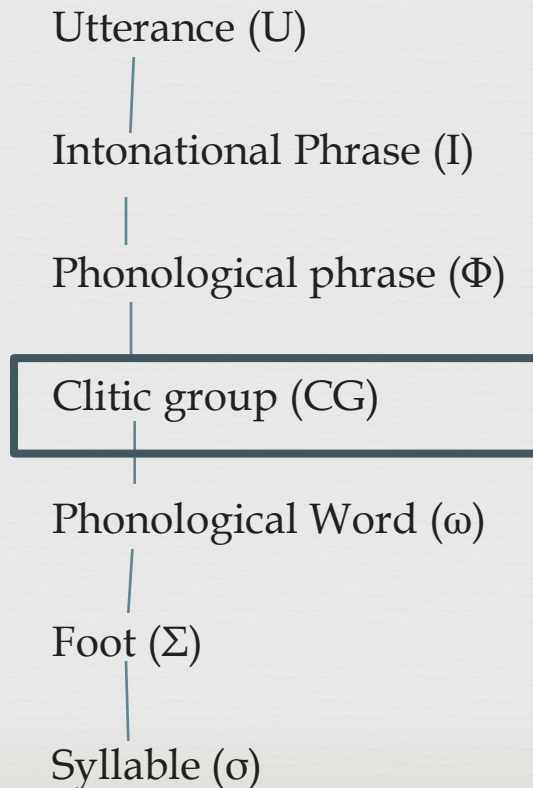 Utterance (U)
Intonational Phrase (I)
Phonological phrase (Φ)
Clitic group (CG)
Phonological Word (ω)
Foot (Σ)
Syllable (σ)